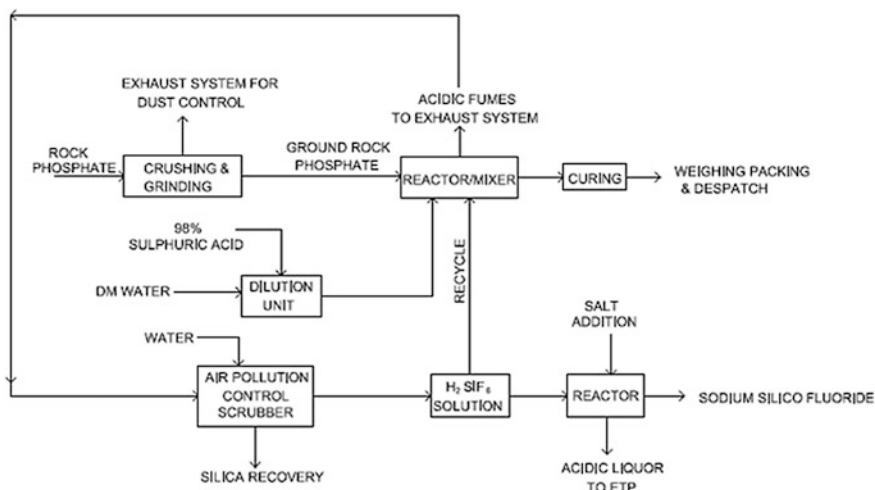 EXHAUST SYSTEM FOR
DUST CONTROL
ACIDIC FUMES
TO EXHAUST SYSTEM
ROCK
PHOSPHATE
CRUSHING &
GRINDING
GROUND ROCK
PHOSPHATE
REACTOR/MIXER
CURING
WEIGHING PACKING
& DESPATCH
98%
SULPHURIC ACID
DM WATER
DILUTION
UNIT
RECYCLE
SALT
ADDITION
WATER
AIR POLLUTION
CONTROL
SCRUBBER
H₂ SIF₆
SOLUTION
REACTOR
SODIUM SILICO FLUORIDE
SILICA RECOVERY
ACIDIC LIQUOR
TO ETP